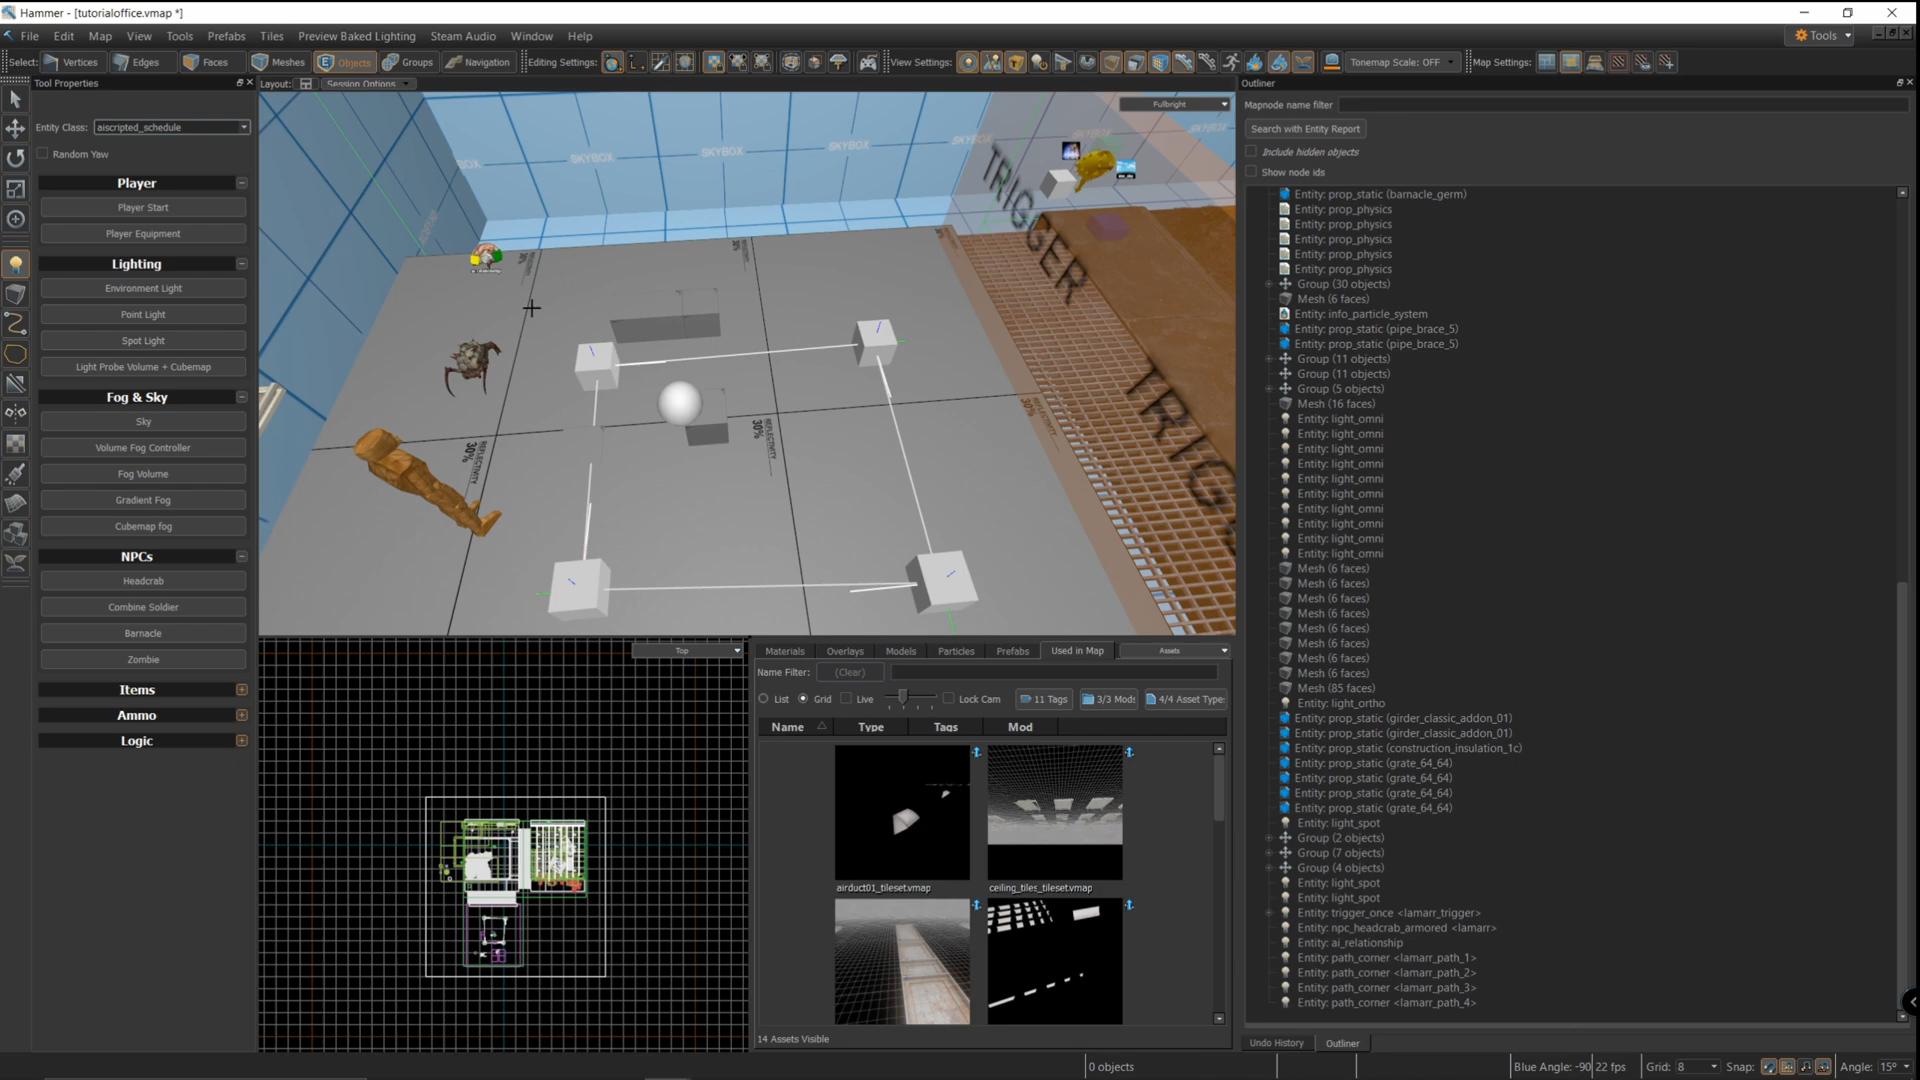 Hammer - [tutorialoffice.vmap *]
File Edit Map View Tools Prefabs Tiles Preview Baked Lighting Steam Audio Window Help
Tools
Select: Vertices Edges Faces Meshes Objects Groups Navigation Editing Settings: View Settings: Tonemap Scale: OFF Map Settings:
Tool Properties
Layout: Session Options
Outliner
Fulbright
Mapnode name filter
Entity Class: aiscripted_schedule
Search with Entity Report
Random Yaw
Include hidden objects
Show node ids
Player
Player Start
Player Equipment
Lighting
Environment Light
Point Light
Spot Light
Light Probe Volume + Cubemap
Fog & Sky
Sky
Volume Fog Controller
Fog Volume
Gradient Fog
Cubemap fog
NPCs
Headcrab
Combine Soldier
Barnacle
Zombie
Items
Ammo
Logic
SKYBOX
SKYBOX
SKYBOX
SKYBOX
SKYBOX
TRIGGER
TRIGG
30%
REFLECTIVITY
30%
REFLECTIVITY
30%
Entity: prop_static (barnacle_germ)
Entity: prop_physics
Entity: prop_physics
Entity: prop_physics
Entity: prop_physics
Entity: prop_physics
Group (30 objects)
Mesh (6 faces)
Entity: info_particle_system
Entity: prop_static (pipe_brace_5)
Entity: prop_static (pipe_brace_5)
Group (11 objects)
Group (11 objects)
Group (5 objects)
Mesh (16 faces)
Entity: light_omni
Entity: light_omni
Entity: light_omni
Entity: light_omni
Entity: light_omni
Entity: light_omni
Entity: light_omni
Entity: light_omni
Entity: light_omni
Entity: light_omni
Mesh (6 faces)
Mesh (6 faces)
Mesh (6 faces)
Mesh (6 faces)
Mesh (6 faces)
Mesh (6 faces)
Mesh (6 faces)
Mesh (6 faces)
Mesh (85 faces)
Entity: light_ortho
Entity: prop_static (girder_classic_addon_01)
Entity: prop_static (girder_classic_addon_01)
Entity: prop_static (construction_insulation_1c)
Entity: prop_static (grate_64_64)
Entity: prop_static (grate_64_64)
Entity: prop_static (grate_64_64)
Entity: prop_static (grate_64_64)
Entity: light_spot
Group (2 objects)
Group (7 objects)
Group (4 objects)
Entity: light_spot
Entity: light_spot
Entity: trigger_once <lamarr_trigger>
Entity: npc_headcrab_armored <lamarr>
Entity: ai_relationship
Entity: path_corner <lamarr_path_1>
Entity: path_corner <lamarr_path_2>
Entity: path_corner <lamarr_path_3>
Entity: path_corner <lamarr_path_4>
Top
Materials Overlays Models Particles Prefabs Used in Map Assets
Name Filter: (Clear)
List Grid Live Lock Cam 11 Tags 3/3 Mods 4/4 Asset Types
Name Type Tags Mod
airduct01_tileset.vmap
ceiling_tiles_tileset.vmap
14 Assets Visible
Undo History Outliner
0 objects
Blue Angle: -90 22 fps Grid: 8 Snap: Angle: 15°